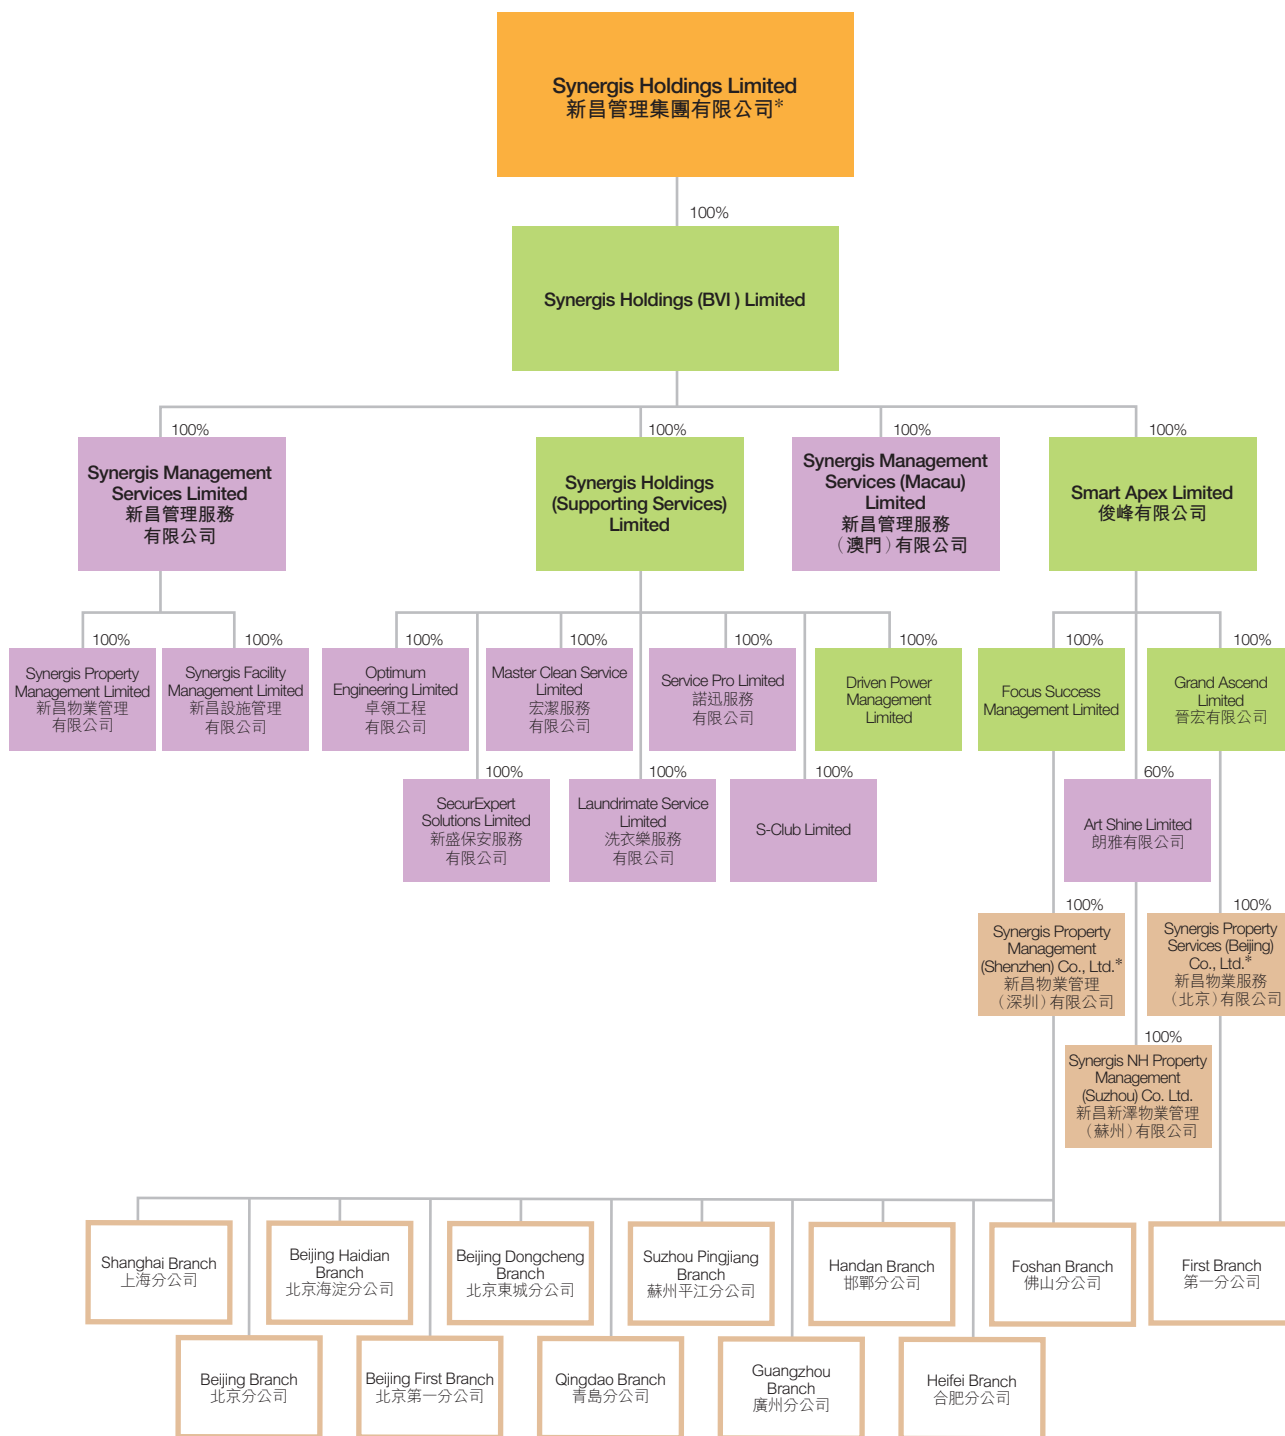 Synergis Holdings Limited
新昌管理集團有限公司*
100%
Synergis Holdings (BVI ) Limited
100%
Synergis Management
Services Limited
新昌管理服務
有限公司
100%
Synergis Holdings
(Supporting Services)
Limited
100%
Synergis Management
Services (Macau)
Limited
新昌管理服務
（澳門）有限公司
100%
Smart Apex Limited
俊峰有限公司
100%
Synergis Property
Management Limited
新昌物業管理
有限公司
100%
Synergis Facility
Management Limited
新昌設施管理
有限公司
100%
Optimum
Engineering Limited
卓領工程
有限公司
100%
Master Clean Service
Limited
宏潔服務
有限公司
100%
Service Pro Limited
諾迅服務
有限公司
100%
Driven Power
Management
Limited
100%
Focus Success
Management Limited
100%
Grand Ascend
Limited
晉宏有限公司
100%
SecurExpert
Solutions Limited
新盛保安服務
有限公司
100%
Laundrimate Service
Limited
洗衣樂服務
有限公司
100%
S-Club Limited
60%
Art Shine Limited
朗雅有限公司
100%
Synergis Property
Management
(Shenzhen) Co., Ltd.*
新昌物業管理
（深圳）有限公司
100%
Synergis Property
Services (Beijing)
Co., Ltd.*
新昌物業服務
（北京）有限公司
100%
Synergis NH Property
Management
(Suzhou) Co. Ltd.
新昌新澤物業管理
（蘇州）有限公司
Shanghai Branch
上海分公司
Beijing Haidian
Branch
北京海淀分公司
Beijing Dongcheng
Branch
北京東城分公司
Suzhou Pingjiang
Branch
蘇州平江分公司
Handan Branch
邯鄲分公司
Foshan Branch
佛山分公司
First Branch
第一分公司
Beijing Branch
北京分公司
Beijing First Branch
北京第一分公司
Qingdao Branch
青島分公司
Guangzhou
Branch
廣州分公司
Heifei Branch
合肥分公司